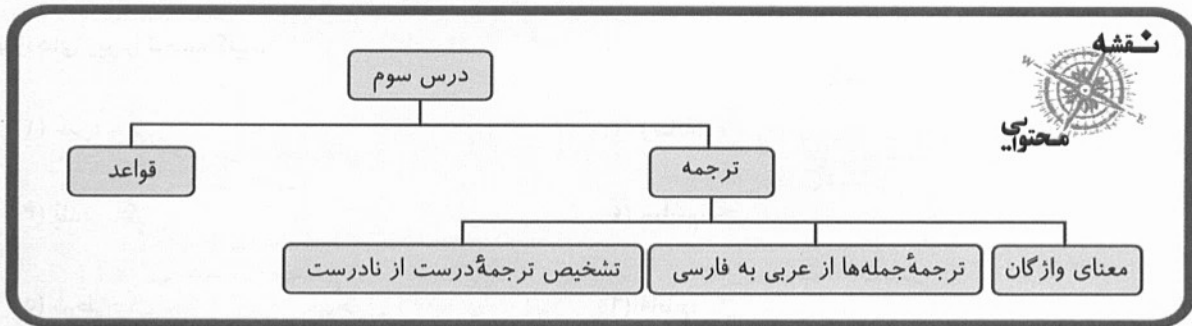 نقشه
محتوایی
درس سوم
ترجمه
قواعد
معنای واژگان
ترجمهٔ جمله‌ها از عربی به فارسی
تشخیص ترجمهٔ درست از نادرست
W
E